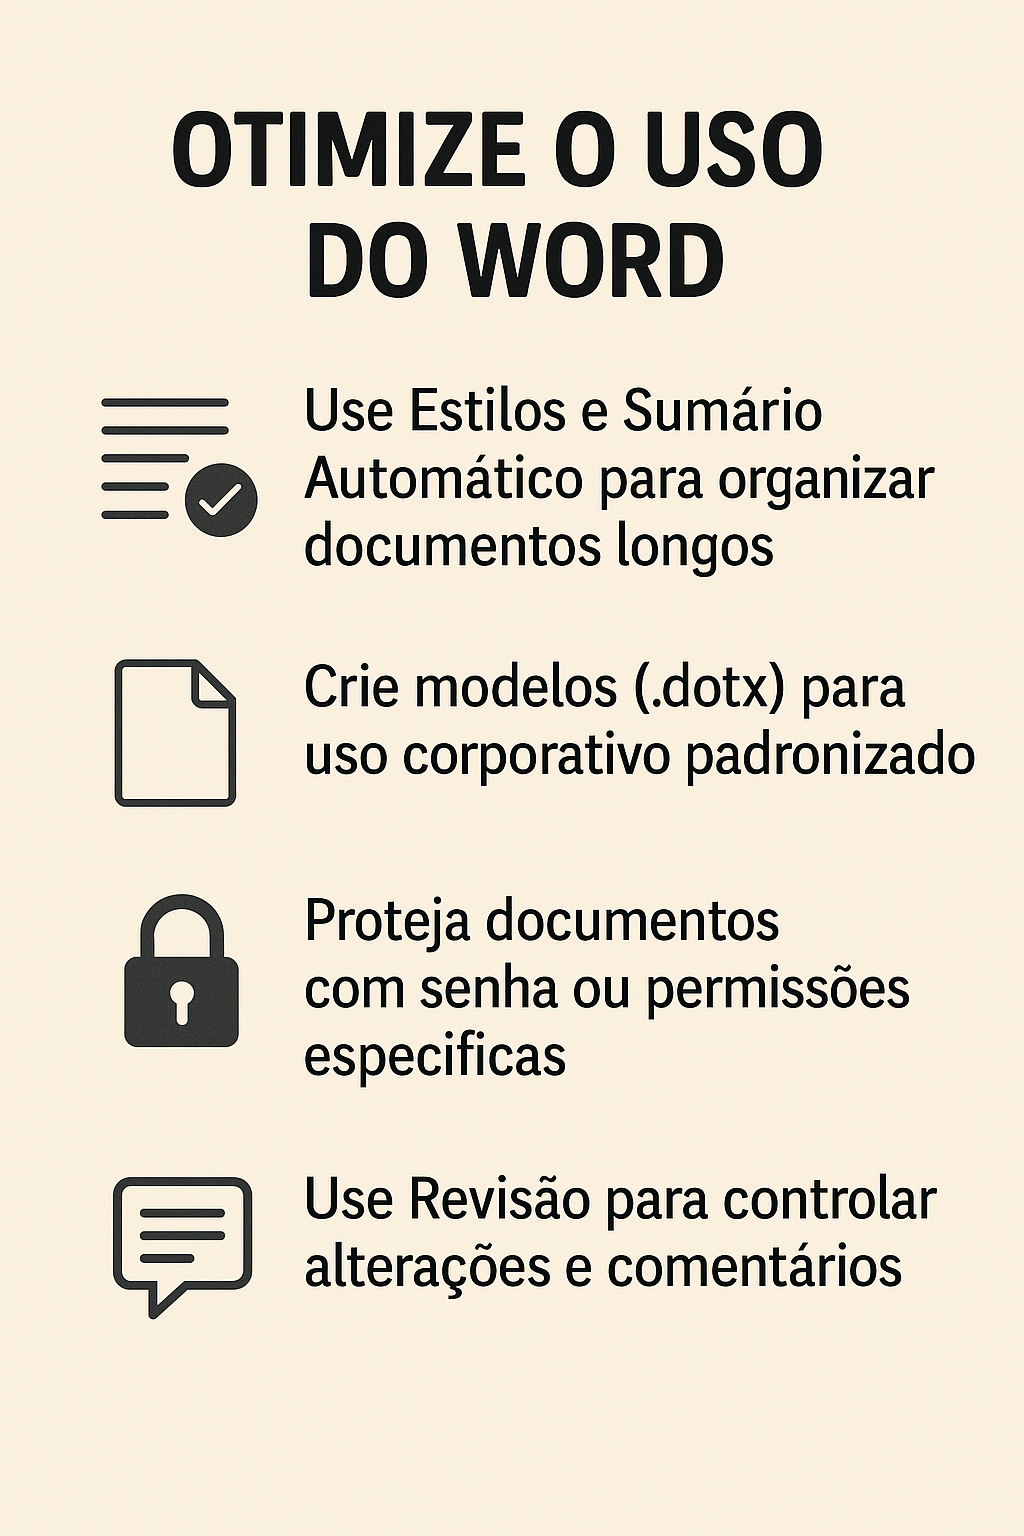 OTIMIZE O USO
DO WORD
Use Estilos e Sumário
Automático para organizar
documentos longos
Crie modelos (.dotx) para
uso corporativo padronizado
Proteja documentos
com senha ou permissões
especificas
Use Revisão para controlar
alterações e comentários